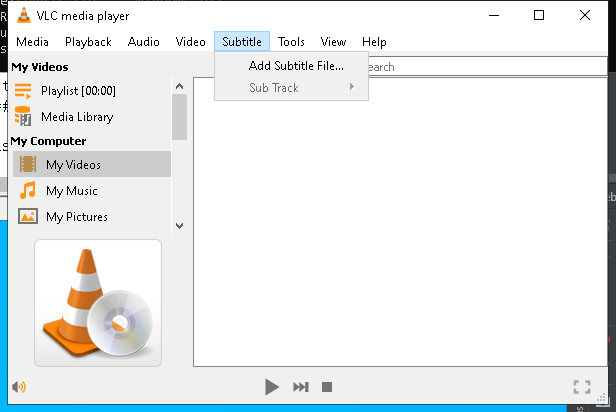 VLC media player
Media Playback Audio Video Subtitle Tools View Help
My Videos
Add Subtitle File...
earch
Playlist [00:00]
Sub Track
Media Library
My Computer
My Videos
My Music
My Pictures